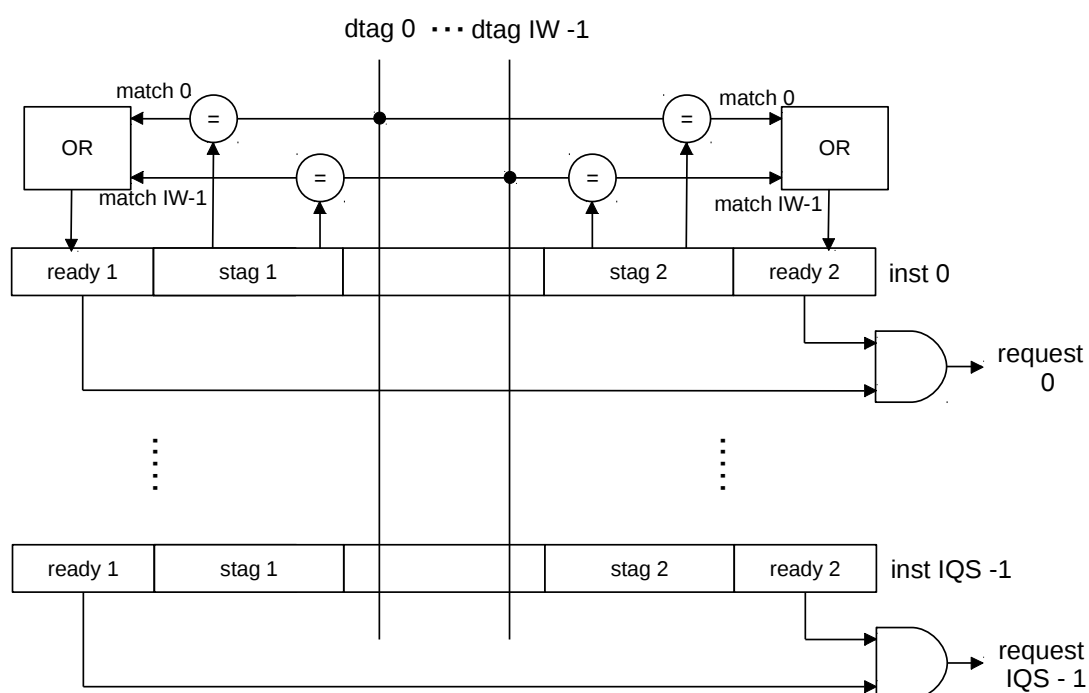 dtag 0 ··· dtag IW -1
match 0 = = match 0
OR OR
= =
match IW-1 match IW-1
ready 1 stag 1 stag 2 ready 2 inst 0
request
0
ready 1 stag 1 stag 2 ready 2 inst IQS -1
request
IQS - 1